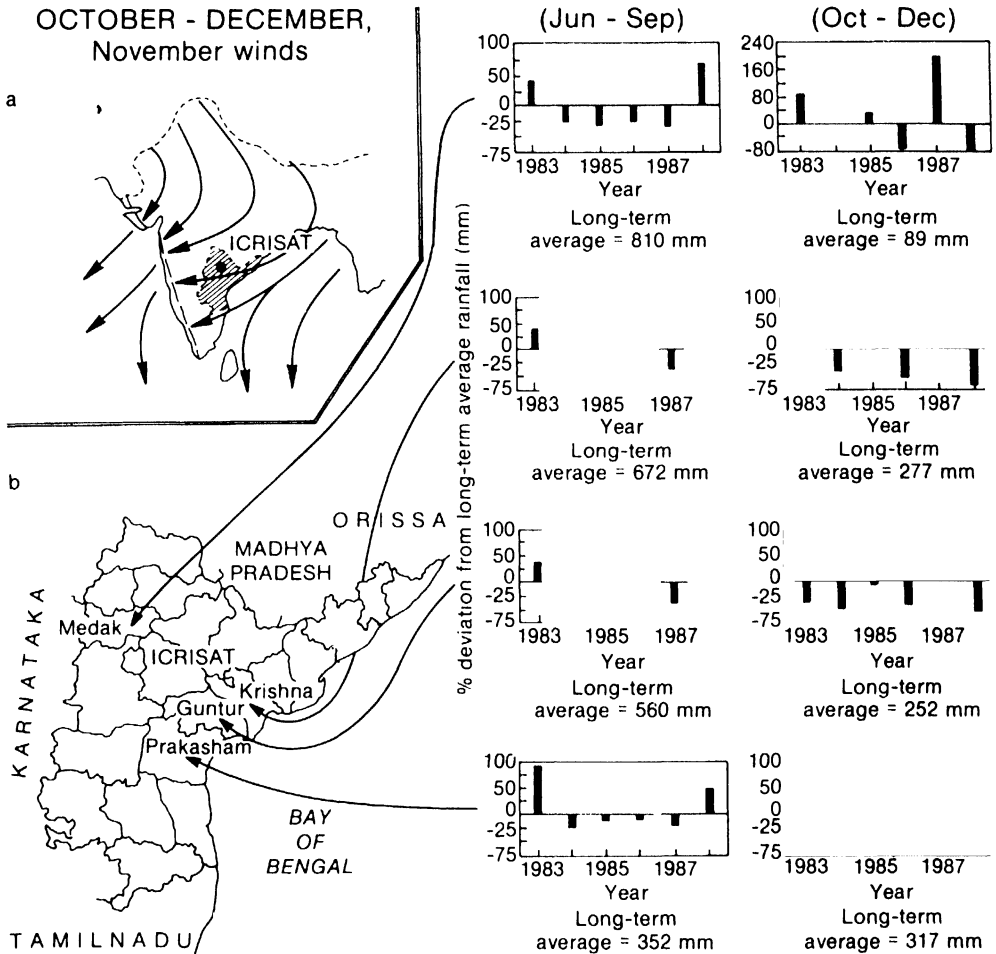 OCTOBER - DECEMBER,
November winds
a
ICRISAT
b
ORISSA
MADHYA
PRADESH
KARNATAKA
Medak
ICRISAT
Krishna
Guntur
Prakasham
BAY
OF
BENGAL
TAMILNADU
% deviation from long-term average rainfall (mm)
(Jun - Sep)
100
50
0
-25
-75
1983 1985 1987
Year
Long-term
average = 810 mm
(Oct - Dec)
240
160
80
0
-80
1983 1985 1987
Year
Long-term
average = 89 mm
100
50
0
-25
-75
1983 1985 1987
Year
Long-term
average = 672 mm
100
50
0
-25
-75
1983 1985 1987
Year
Long-term
average = 277 mm
100
50
0
-25
-75
1983 1985 1987
Year
Long-term
average = 560 mm
100
50
0
-25
-75
1983 1985 1987
Year
Long-term
average = 252 mm
100
50
0
-25
-75
1983 1985 1987
Year
Long-term
average = 352 mm
100
50
0
-25
-75
1983 1985 1987
Year
Long-term
average = 317 mm